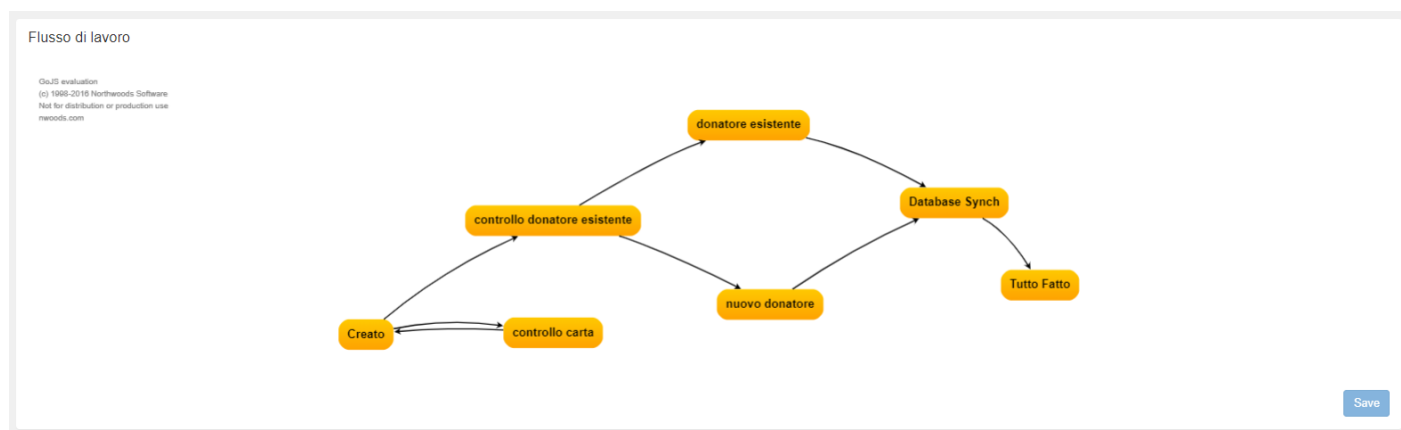 Flusso di lavoro
GoJS evaluation
(c) 1998-2016 Northwoods Software
Not for distribution or production use
nwoods.com
donatore esistente
Database Synch
controllo donatore esistente
Tutto Fatto
nuovo donatore
Creato
controllo carta
Save